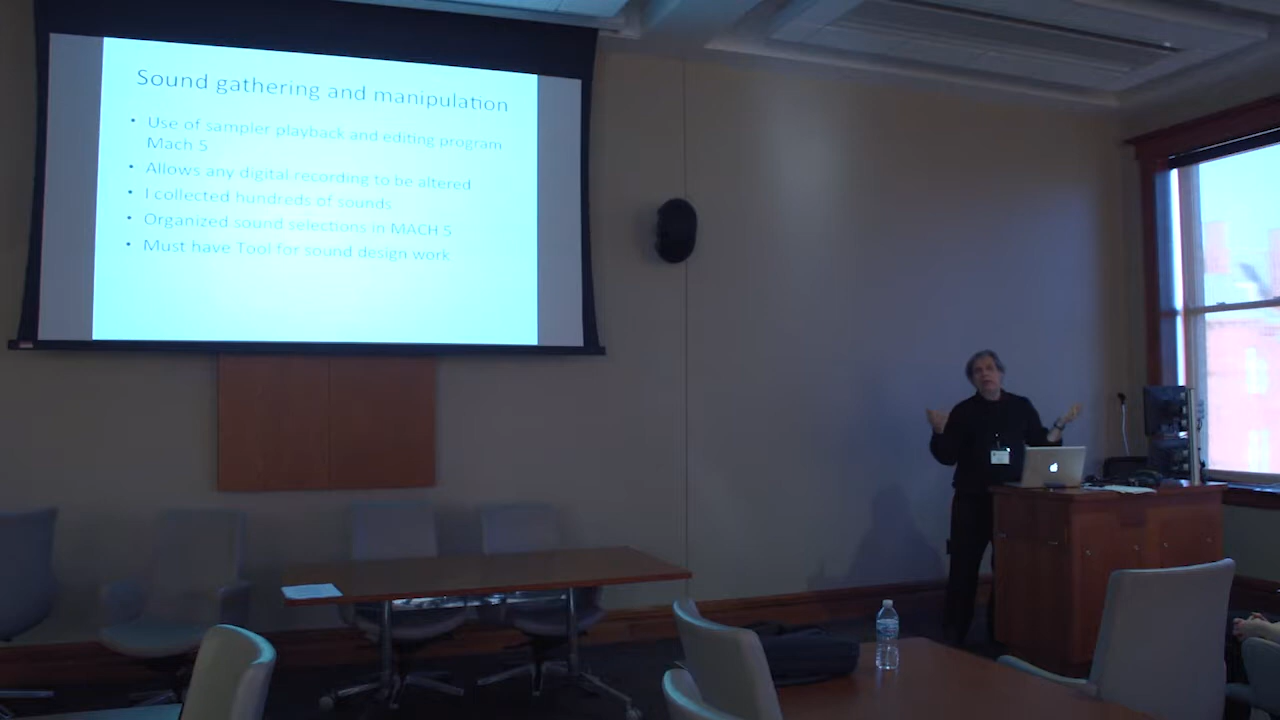 Sound gathering and manipulation
• Use of sampler playback and editing program
Mach 5
• Allows any digital recording to be altered
• I collected hundreds of sounds
• Organized sound selections in MACH 5
• Must have Tool for sound design work